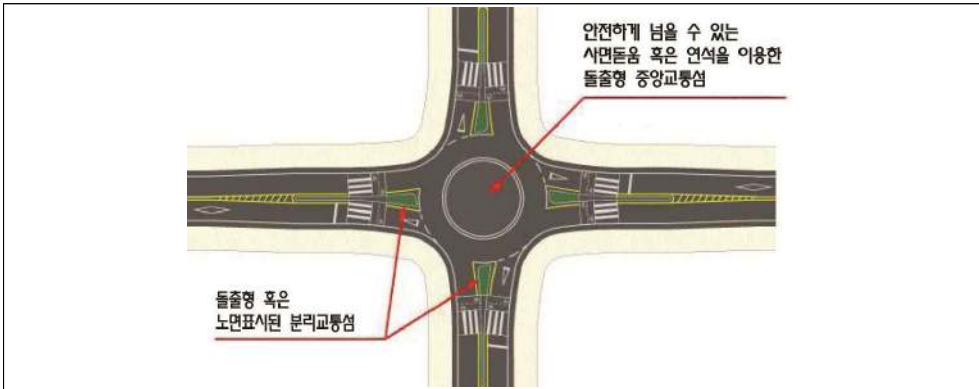 안전하게 넘을 수 있는
사면돋움 혹은 연석을 이용한
돌출형 중앙교통섬
돌출형 혹은
노면표시된 분리교통섬